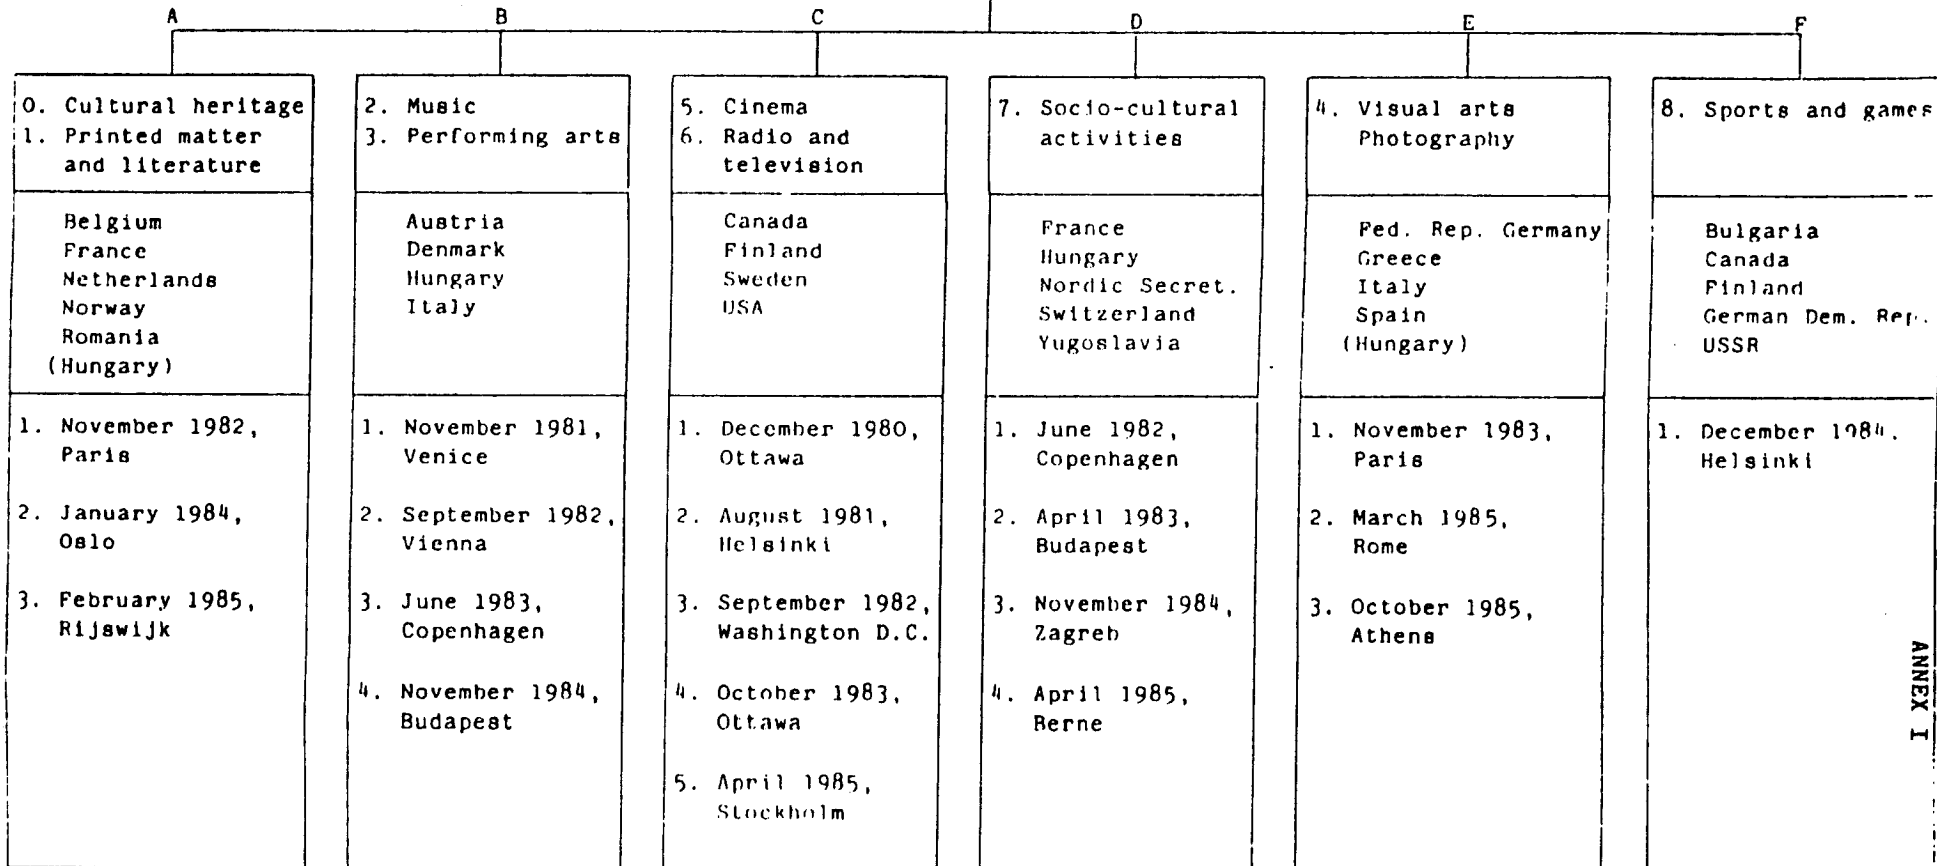 A
B
C
D
E
F
0. Cultural heritage
1. Printed matter
and literature
Belgium
France
Netherlands
Norway
Romania
(Hungary)
1. November 1982,
Paris
2. January 1984,
Oslo
3. February 1985,
Rijswijk
2. Music
3. Performing arts
Austria
Denmark
Hungary
Italy
1. November 1981,
Venice
2. September 1982,
Vienna
3. June 1983,
Copenhagen
4. November 1984,
Budapest
5. Cinema
6. Radio and
television
Canada
Finland
Sweden
USA
1. December 1980,
Ottawa
2. August 1981,
Helsinki
3. September 1982,
Washington D.C.
4. October 1983,
Ottawa
5. April 1985,
Stockholm
7. Socio-cultural
activities
France
Hungary
Nordic Secret.
Switzerland
Yugoslavia
1. June 1982,
Copenhagen
2. April 1983,
Budapest
3. November 1984,
Zagreb
4. April 1985,
Berne
4. Visual arts
Photography
Fed. Rep. Germany
Greece
Italy
Spain
(Hungary)
1. November 1983,
Paris
2. March 1985,
Rome
3. October 1985,
Athens
8. Sports and games
Bulgaria
Canada
Finland
German Dem. Rep.
USSR
1. December 1984.
Helsinki
ANNEX I